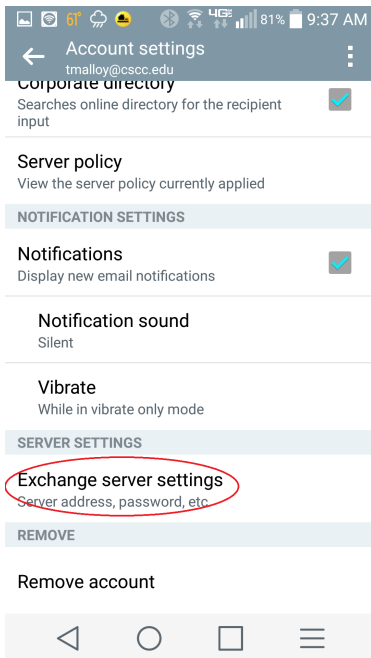 61° 4G 81% 9:37 AM
Account settings
tmalloy@cscc.edu
Corporate directory
Searches online directory for the recipient
input
Server policy
View the server policy currently applied
NOTIFICATION SETTINGS
Notifications
Display new email notifications
Notification sound
Silent
Vibrate
While in vibrate only mode
SERVER SETTINGS
Exchange server settings
Server address, password, etc.
REMOVE
Remove account